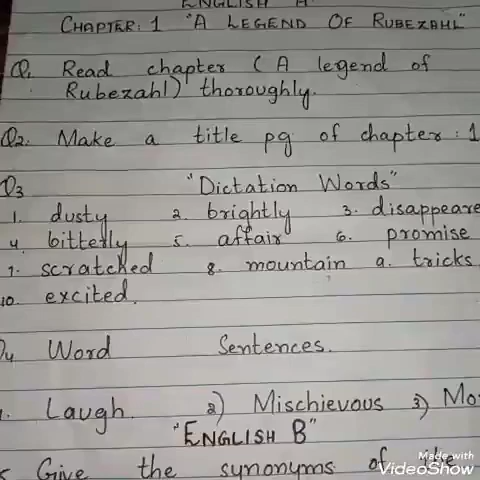 ENGLISH A
CHAPTER: 1 "A LEGEND OF RUBEZAHL"
Q1 Read chapter (A legend of
Rubezahl) thoroughly.
Q2. Make a title pg of chapter : 1
Q3 "Dictation Words"
1. dusty 2. brightly 3. disappeare
4. bitterly 5. affair 6. promise
7. scratched 8. mountain 9. tricks
10. excited.
Q4 Word Sentences.
1. Laugh. 2) Mischievous 3) Mo
"ENGLISH B"
Give the synonyms of the
Made with
VideoShow